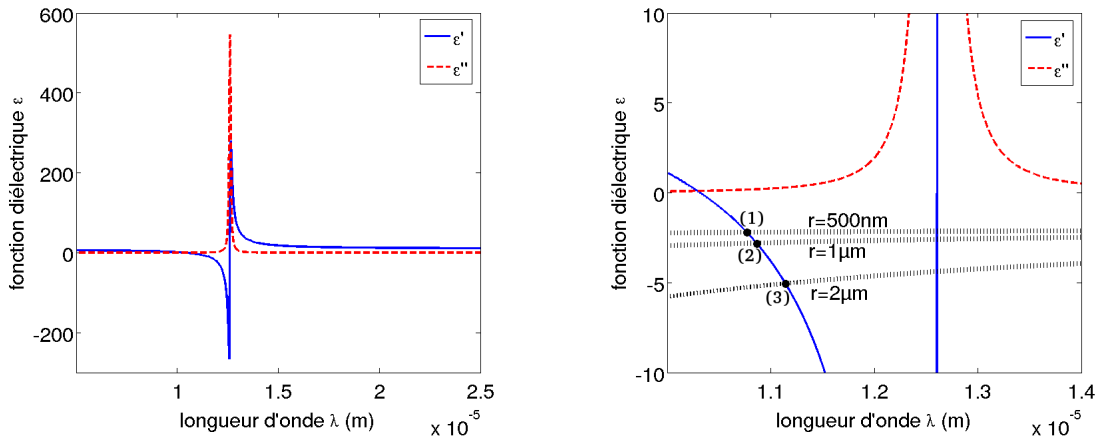 600
400
200
0
-200
1
1.5
2
2.5
x 10⁻⁵
longueur d'onde λ (m)
fonction diélectrique ε
ε'
ε''
10
5
0
-5
-10
1.1
1.2
1.3
1.4
x 10⁻⁵
longueur d'onde λ (m)
fonction diélectrique ε
ε'
ε''
(1)
r=500nm
(2)
r=1μm
(3)
r=2μm